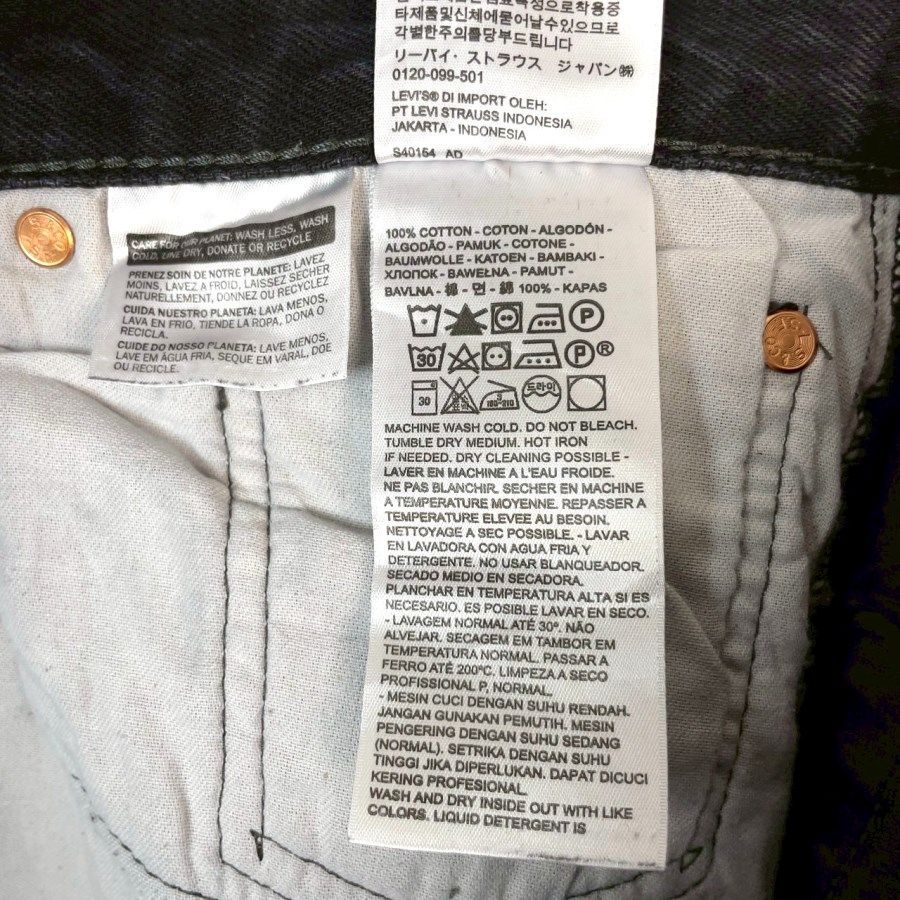 타제품및신체에묻어날수있으므로
각별한주의를당부드립니다
リーバイ・ストラウス ジャパン㈱
0120-099-501
LEVI'S® DI IMPORT OLEH:
PT LEVI STRAUSS INDONESIA
JAKARTA - INDONESIA
S40154 AD
CARE FOR OUR PLANET: WASH LESS, WASH
COLD, LINE DRY, DONATE OR RECYCLE
PRENEZ SOIN DE NOTRE PLANETE: LAVEZ
MOINS, LAVEZ A FROID, LAISSEZ SECHER
NATURELLEMENT, DONNEZ OU RECYCLEZ
CUIDA NUESTRO PLANETA: LAVA MENOS,
LAVA EN FRIO, TIENDE LA ROPA, DONA O
RECICLA.
CUIDE DO NOSSO PLANETA: LAVE MENOS,
LAVE EM ÁGUA FRIA, SEQUE EM VARAL, DOE
OU RECICLE.
100% COTTON - COTON - ALGODÓN -
ALGODÃO - PAMUK - COTONE -
BAUMWOLLE - KATOEN - BAMBAKI -
ХЛОПОК - BAWEŁNA - PAMUT -
BAVLNA - 棉 - 면 - 綿 100% - KAPAS
P
30 P®
30 3 180-210 드라이
MACHINE WASH COLD. DO NOT BLEACH.
TUMBLE DRY MEDIUM. HOT IRON
IF NEEDED. DRY CLEANING POSSIBLE -
LAVER EN MACHINE A L'EAU FROIDE.
NE PAS BLANCHIR. SECHER EN MACHINE
A TEMPERATURE MOYENNE. REPASSER A
TEMPERATURE ELEVEE AU BESOIN.
NETTOYAGE A SEC POSSIBLE. - LAVAR
EN LAVADORA CON AGUA FRIA Y
DETERGENTE. NO USAR BLANQUEADOR.
SECADO MEDIO EN SECADORA.
PLANCHAR EN TEMPERATURA ALTA SI ES
NECESARIO. ES POSIBLE LAVAR EN SECO.
- LAVAGEM NORMAL ATÉ 30º. NÃO
ALVEJAR. SECAGEM EM TAMBOR EM
TEMPERATURA NORMAL. PASSAR A
FERRO ATÉ 200ºC. LIMPEZA A SECO
PROFISSIONAL P. NORMAL.
- MESIN CUCI DENGAN SUHU RENDAH.
JANGAN GUNAKAN PEMUTIH. MESIN
PENGERING DENGAN SUHU SEDANG
(NORMAL). SETRIKA DENGAN SUHU
TINGGI JIKA DIPERLUKAN. DAPAT DICUCI
KERING PROFESIONAL.
WASH AND DRY INSIDE OUT WITH LIKE
COLORS. LIQUID DETERGENT IS